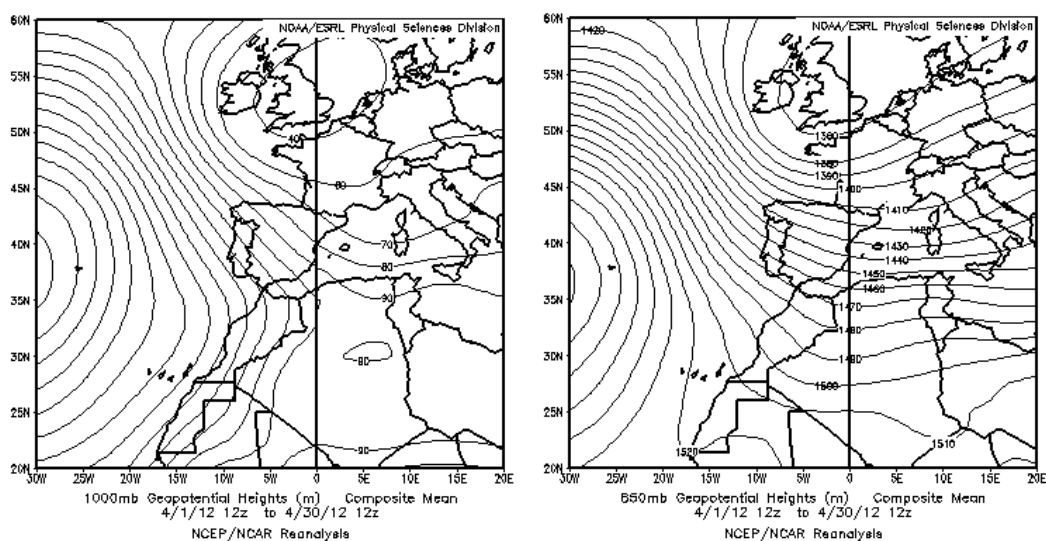 NOAA/ESRL Physical Sciences Division
60N
55N
50N
45N
40N
35N
30N
25N
20N
40
60
70
80
90
90
90
30W
25W
20W
15W
10W
5W
0
5E
10E
15E
20E
1000mb Geopotential Heights (m) Composite Mean
4/1/12 12z to 4/30/12 12z
NCEP/NCAR Reanalysis
NOAA/ESRL Physical Sciences Division
60N
55N
50N
45N
40N
35N
30N
25N
20N
1420
1360
1380
1390
1400
1410
1420
1430
1440
1450
1460
1470
1480
1490
1500
1510
1520
30W
25W
20W
15W
10W
5W
0
5E
10E
15E
20E
850mb Geopotential Heights (m) Composite Mean
4/1/12 12z to 4/30/12 12z
NCEP/NCAR Reanalysis